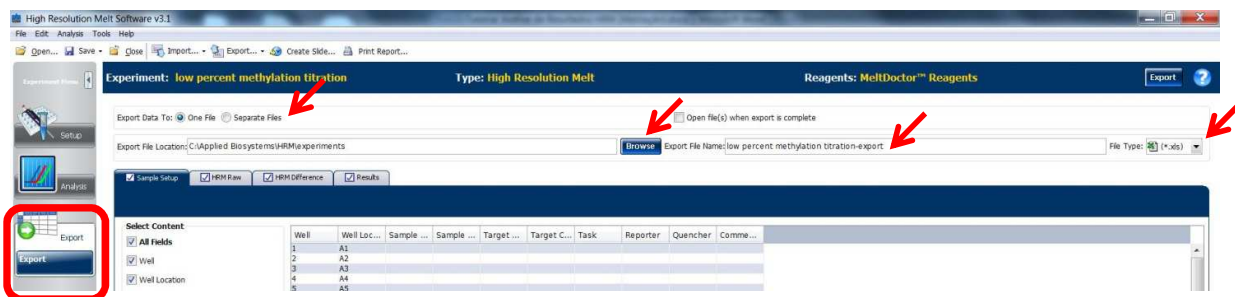 High Resolution Melt Software v3.1
File Edit Analysis Tools Help
Open... Save Close Import... Export... Create Slide... Print Report...
Experiment: low percent methylation titration Type: High Resolution Melt Reagents: MeltDoctor™ Reagents Export ?
Export Data To: One File Separate Files Open file(s) when export is complete
Setup
Export File Location: C:\Applied Biosystems\HRM\experiments Browse Export File Name: low percent methylation titration-export File Type: (*.xls)
Sample Setup HRM Raw HRM Difference Results
Analysis
Select Content
Well Well Loc... Sample ... Sample ... Target ... Target C... Task Reporter Quencher Comme...
Export
All Fields
1 A1
Export
Well
2 A2
3 A3
Well Location
4 A4
5 A5